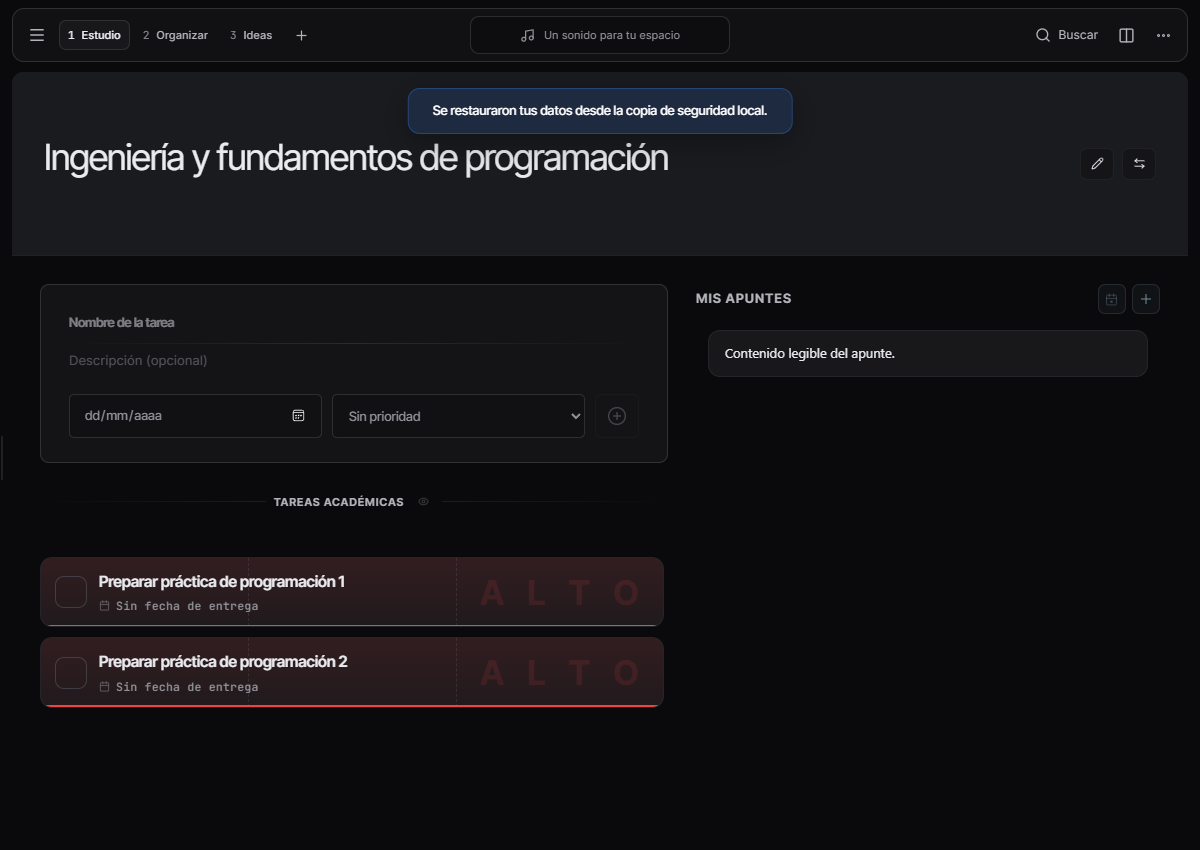 1 Estudio
2 Organizar
3 Ideas
Un sonido para tu espacio
Buscar
Se restauraron tus datos desde la copia de seguridad local.
Ingeniería y fundamentos de programación
Nombre de la tarea
Descripción (opcional)
dd/mm/aaaa
Sin prioridad
TAREAS ACADÉMICAS
Preparar práctica de programación 1
Sin fecha de entrega
ALTO
Preparar práctica de programación 2
Sin fecha de entrega
ALTO
MIS APUNTES
Contenido legible del apunte.